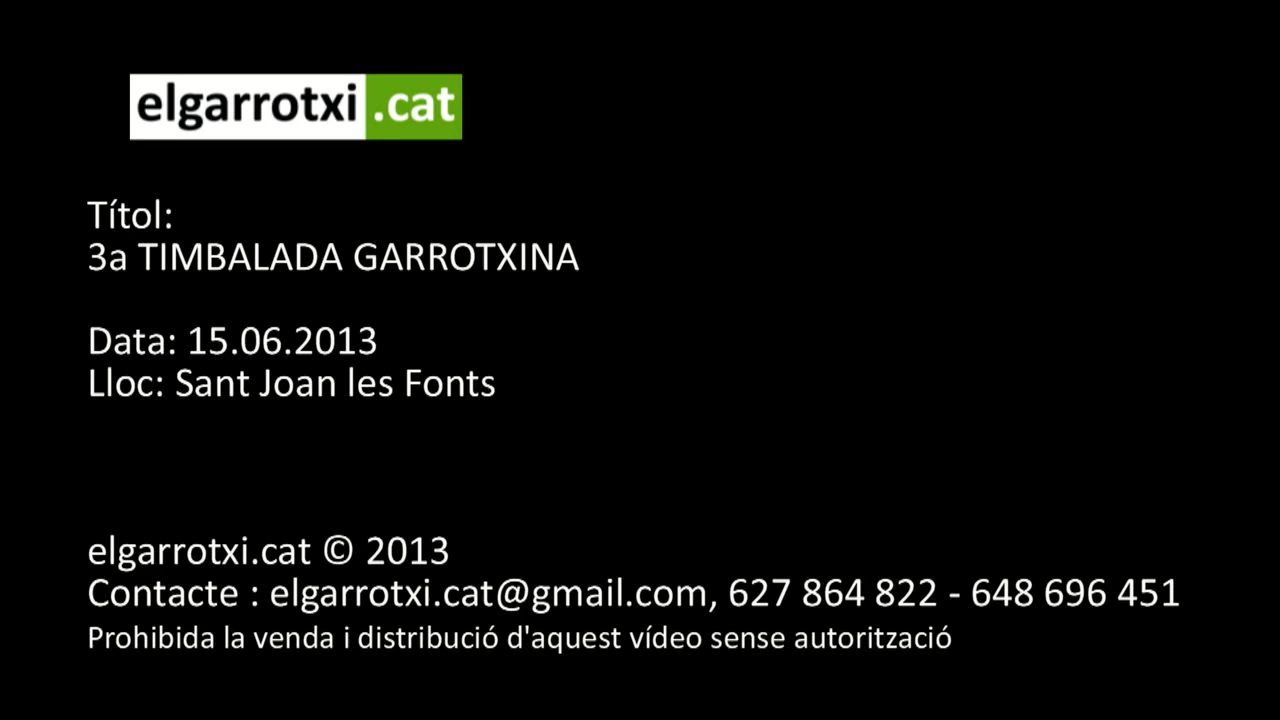 elgarrotxi.cat
Títol:
3a TIMBALADA GARROTXINA
Data: 15.06.2013
Lloc: Sant Joan les Fonts
elgarrotxi.cat © 2013
Contacte : elgarrotxi.cat@gmail.com, 627 864 822 - 648 696 451
Prohibida la venda i distribució d'aquest vídeo sense autorització